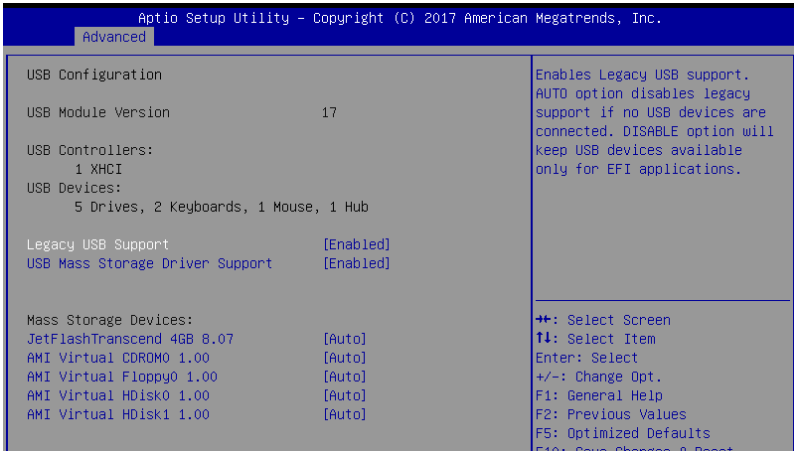 Aptio Setup Utility – Copyright (C) 2017 American Megatrends, Inc.
Advanced
USB Configuration
USB Module Version 17
USB Controllers:
1 XHCI
USB Devices:
5 Drives, 2 Keyboards, 1 Mouse, 1 Hub
Legacy USB Support [Enabled]
USB Mass Storage Driver Support [Enabled]
Mass Storage Devices:
JetFlashTranscend 4GB 8.07 [Auto]
AMI Virtual CDROM0 1.00 [Auto]
AMI Virtual Floppy0 1.00 [Auto]
AMI Virtual HDisk0 1.00 [Auto]
AMI Virtual HDisk1 1.00 [Auto]
Enables Legacy USB support.
AUTO option disables legacy
support if no USB devices are
connected. DISABLE option will
keep USB devices available
only for EFI applications.
→←: Select Screen
↑↓: Select Item
Enter: Select
+/-: Change Opt.
F1: General Help
F2: Previous Values
F5: Optimized Defaults
F10: Save Changes & Reset